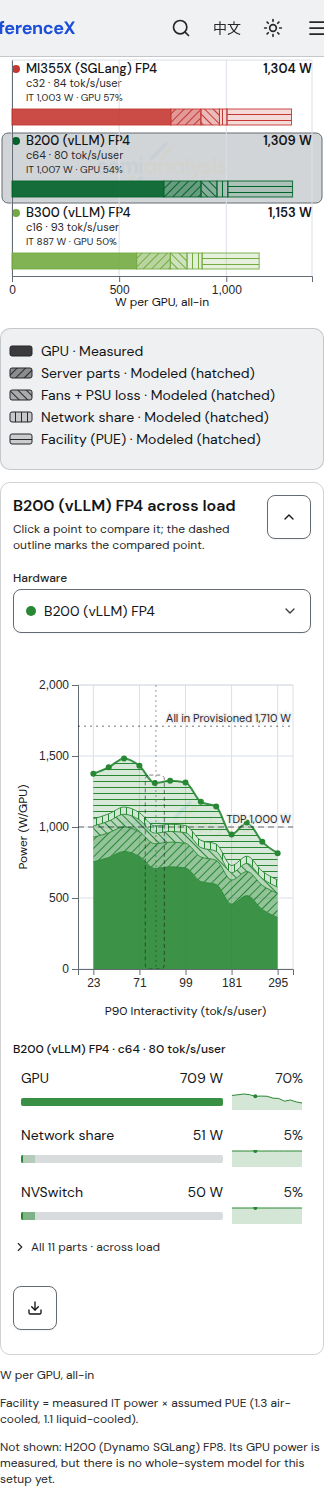 ferenceX
中文
MI355X (SGLang) FP4 1,304 W
c32 · 84 tok/s/user
IT 1,003 W · GPU 57%
B200 (vLLM) FP4 1,309 W
c64 · 80 tok/s/user
IT 1,007 W · GPU 54%
B300 (vLLM) FP4 1,153 W
c16 · 93 tok/s/user
IT 887 W · GPU 50%
0 500 1,000
W per GPU, all-in
GPU · Measured
Server parts · Modeled (hatched)
Fans + PSU loss · Modeled (hatched)
Network share · Modeled (hatched)
Facility (PUE) · Modeled (hatched)
B200 (vLLM) FP4 across load
Click a point to compare it; the dashed
outline marks the compared point.
Hardware
B200 (vLLM) FP4
2,000
All in Provisioned 1,710 W
1,500
TDP 1,000 W
1,000
500
0
Power (W/GPU)
23 71 99 181 295
P90 Interactivity (tok/s/user)
B200 (vLLM) FP4 · c64 · 80 tok/s/user
GPU 709 W 70%
Network share 51 W 5%
NVSwitch 50 W 5%
All 11 parts · across load
W per GPU, all-in
Facility = measured IT power × assumed PUE (1.3 air-
cooled, 1.1 liquid-cooled).
Not shown: H200 (Dynamo SGLang) FP8. Its GPU power is
measured, but there is no whole-system model for this
setup yet.